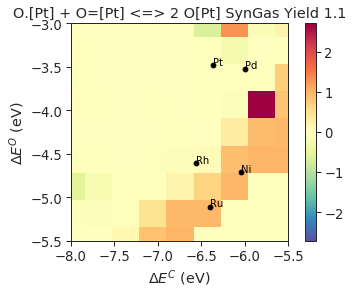 O.[Pt] + O=[Pt] <=> 2 O[Pt] SynGas Yield 1.1
−3.0
−3.5
−4.0
−4.5
−5.0
−5.5
ΔE^O (eV)
Pt
Pd
Rh
Ni
Ru
−8.0 −7.5 −7.0 −6.5 −6.0 −5.5
ΔE^C (eV)
2
1
0
−1
−2